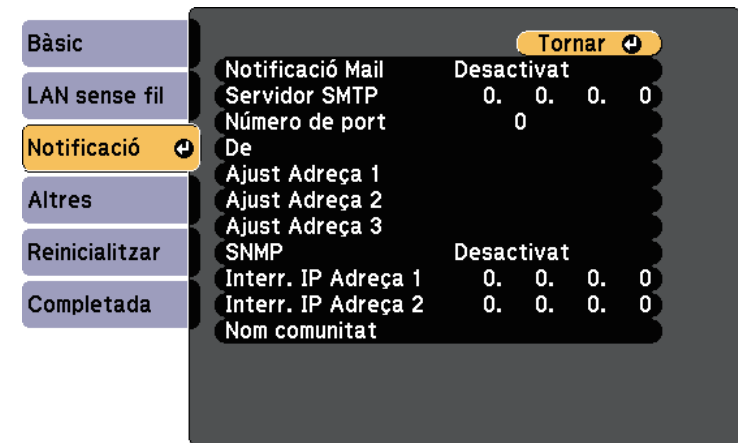 Bàsic
LAN sense fil
Notificació
Altres
Reinicialitzar
Completada
Tornar
Notificació Mail Desactivat
Servidor SMTP 0. 0. 0. 0
Número de port 0
De
Ajust Adreça 1
Ajust Adreça 2
Ajust Adreça 3
SNMP Desactivat
Interr. IP Adreça 1 0. 0. 0. 0
Interr. IP Adreça 2 0. 0. 0. 0
Nom comunitat